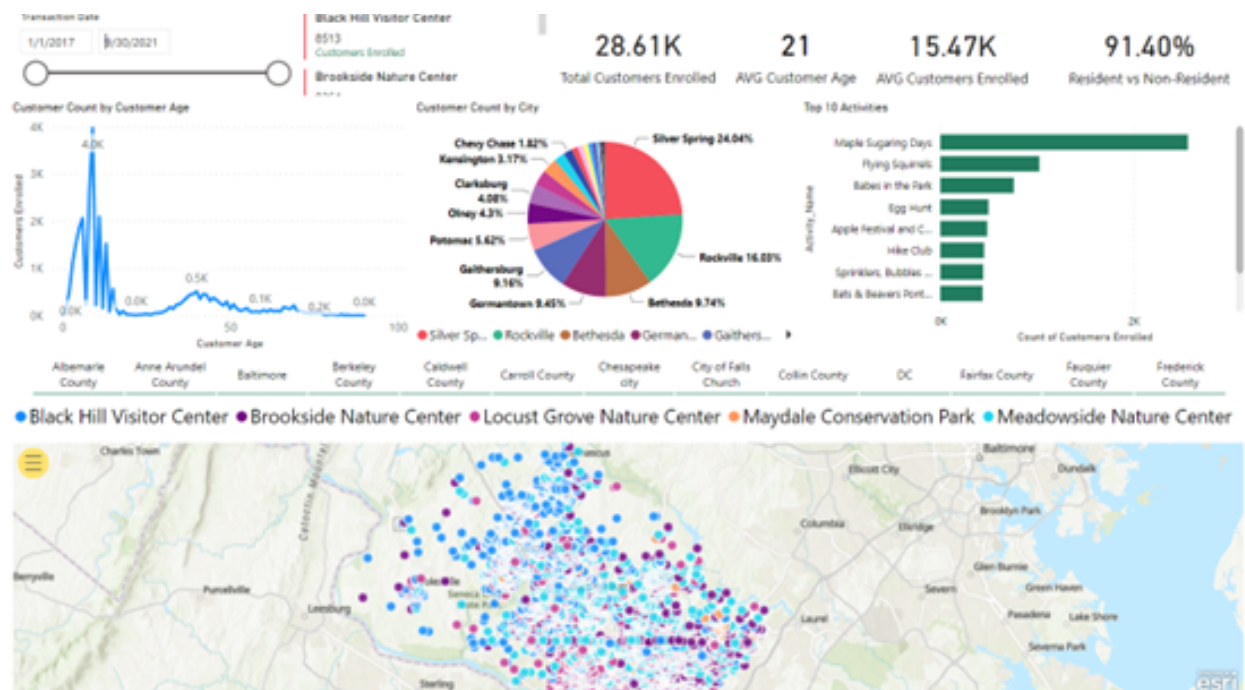 Transaction Date
1/1/2017
9/30/2021
Black Hill Visitor Center
8513
Customers Enrolled
Brookside Nature Center
28.61K
Total Customers Enrolled
21
AVG Customer Age
15.47K
AVG Customers Enrolled
91.40%
Resident vs Non-Resident
Customer Count by Customer Age
Customers Enrolled
4K
3K
2K
1K
0K
4.0K
0.0K
0.0K
0.5K
0.1K
0.2K
0.0K
0
50
100
Customer Age
Customer Count by City
Silver Spring 24.04%
Rockville 16.03%
Bethesda 9.74%
Germantown 9.45%
Gaithersburg
9.16%
Potomac 5.62%
Olney 4.3%
Clarksburg
4.08%
Kensington 3.17%
Chevy Chase 1.82%
Silver Sp... Rockville Bethesda German... Gaithers...
Top 10 Activities
Activity_Name
Maple Sugaring Days
Flying Squirrels
Babes in the Park
Egg Hunt
Apple Festival and C...
Hike Club
Sprinklers, Bubbles ...
Bats & Beavers Pont...
0K
2K
Count of Customers Enrolled
Albemarle
County
Anne Arundel
County
Baltimore
Berkeley
County
Caldwell
County
Carroll County
Chesapeake
city
City of Falls
Church
Collin County
DC
Fairfax County
Fauquier
County
Frederick
County
Black Hill Visitor Center Brookside Nature Center Locust Grove Nature Center Maydale Conservation Park Meadowside Nature Center
Charles Town
Catoctin Mountain
Berryville
Purcellville
Leesburg
Sterling
Seneca
Ellicott City
Baltimore
Dundalk
Brooklyn Park
Columbia
Elkridge
Glen Burnie
Severn
Green Haven
Pasadena
Lake Shore
Laurel
Severna Park
esri